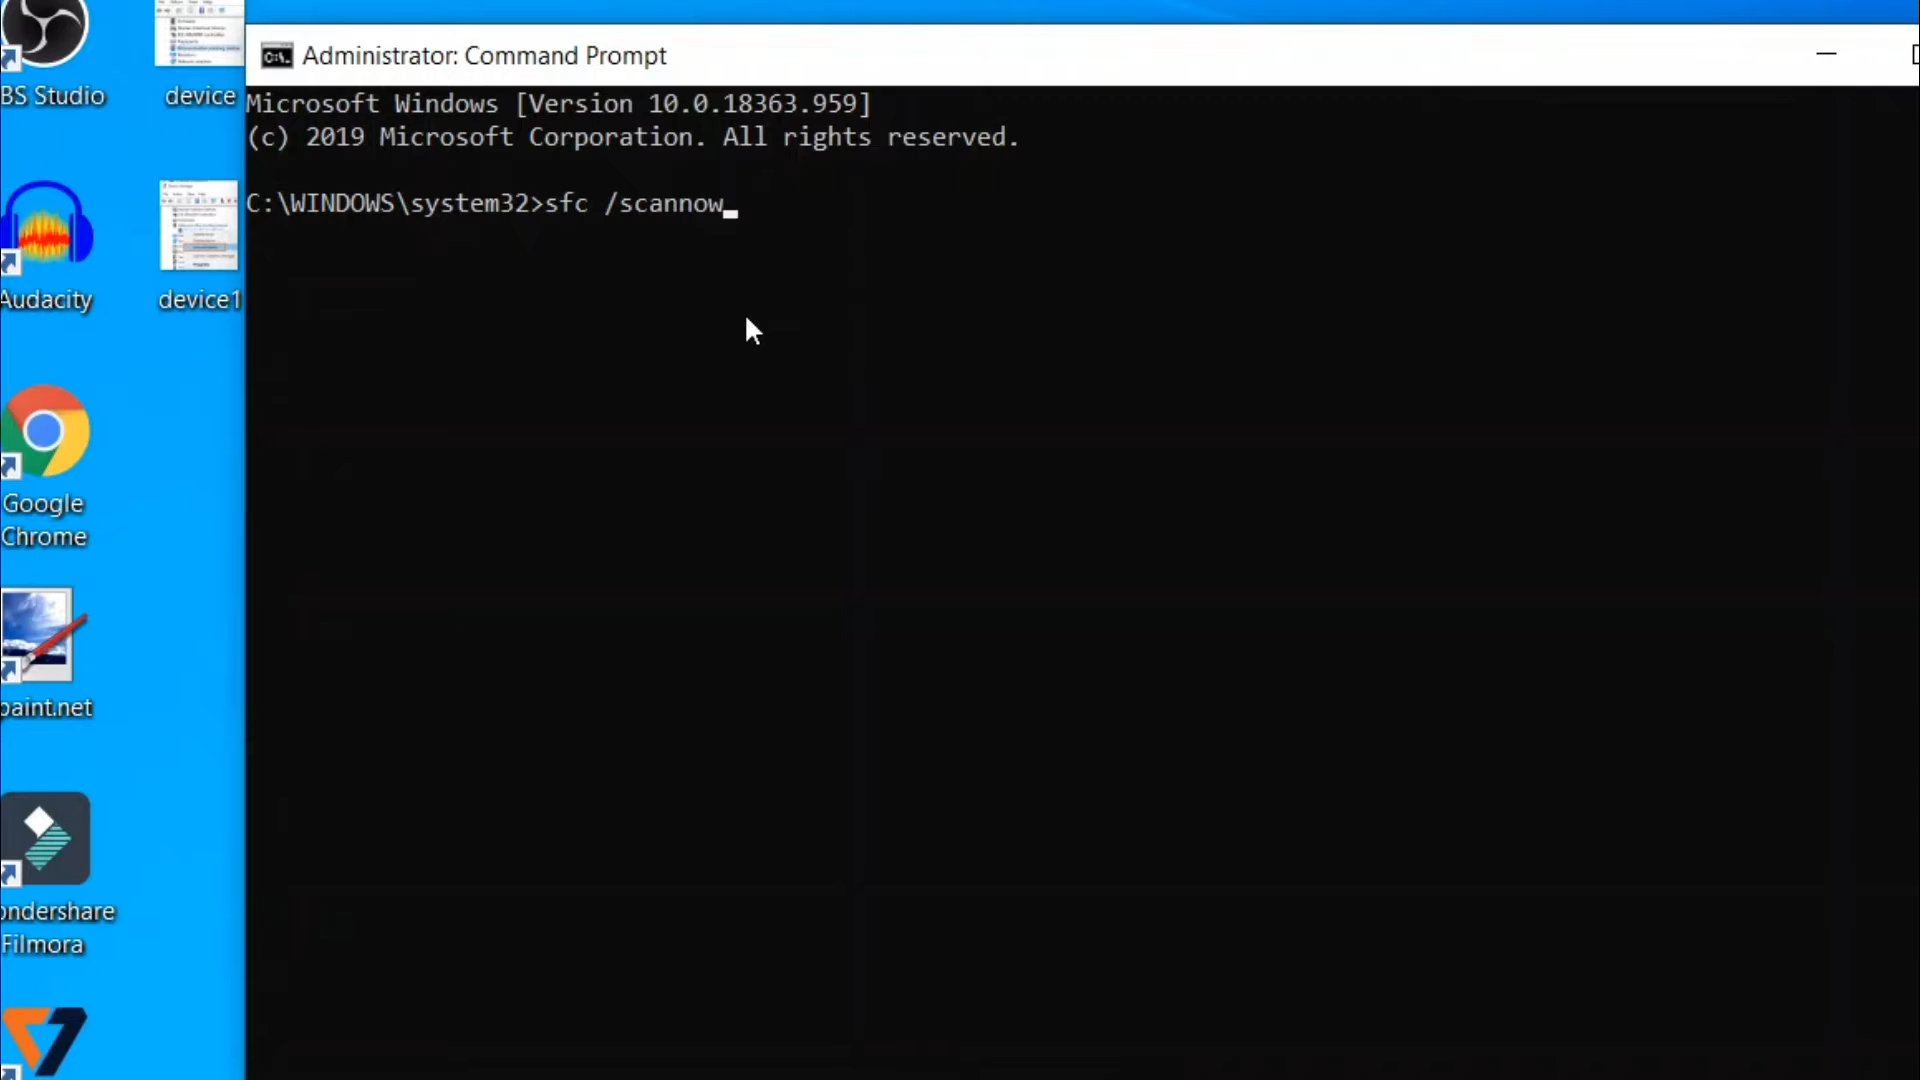 Administrator: Command Prompt
Microsoft Windows [Version 10.0.18363.959]
(c) 2019 Microsoft Corporation. All rights reserved.
C:\WINDOWS\system32>sfc /scannow
BS Studio
device
Audacity
device1
Google
Chrome
paint.net
ondershare
Filmora